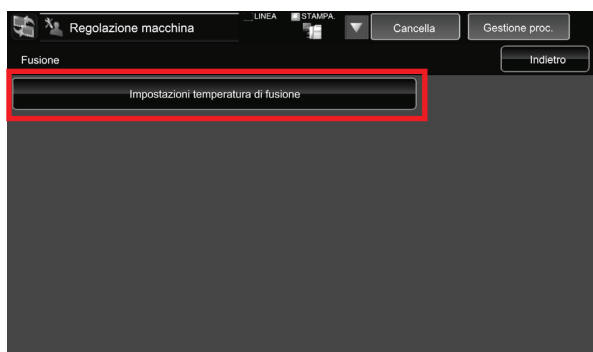 Regolazione macchina
LINEA
STAMPA.
Cancella
Gestione proc.
Fusione
Indietro
Impostazioni temperatura di fusione